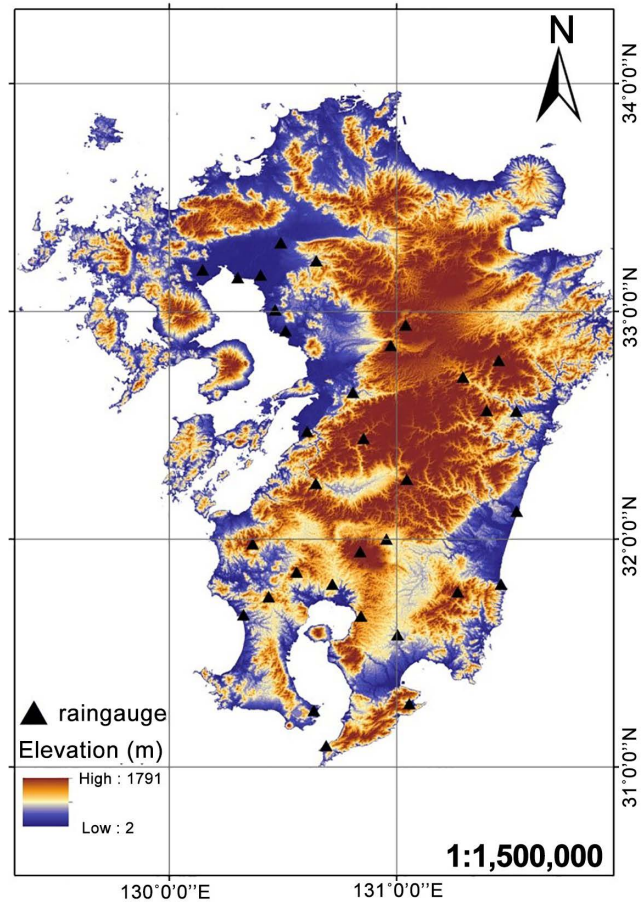 N
34°0'0''N
33°0'0''N
32°0'0''N
31°0'0''N
raingauge
Elevation (m)
High : 1791
Low : 2
1:1,500,000
130°0'0''E
131°0'0''E